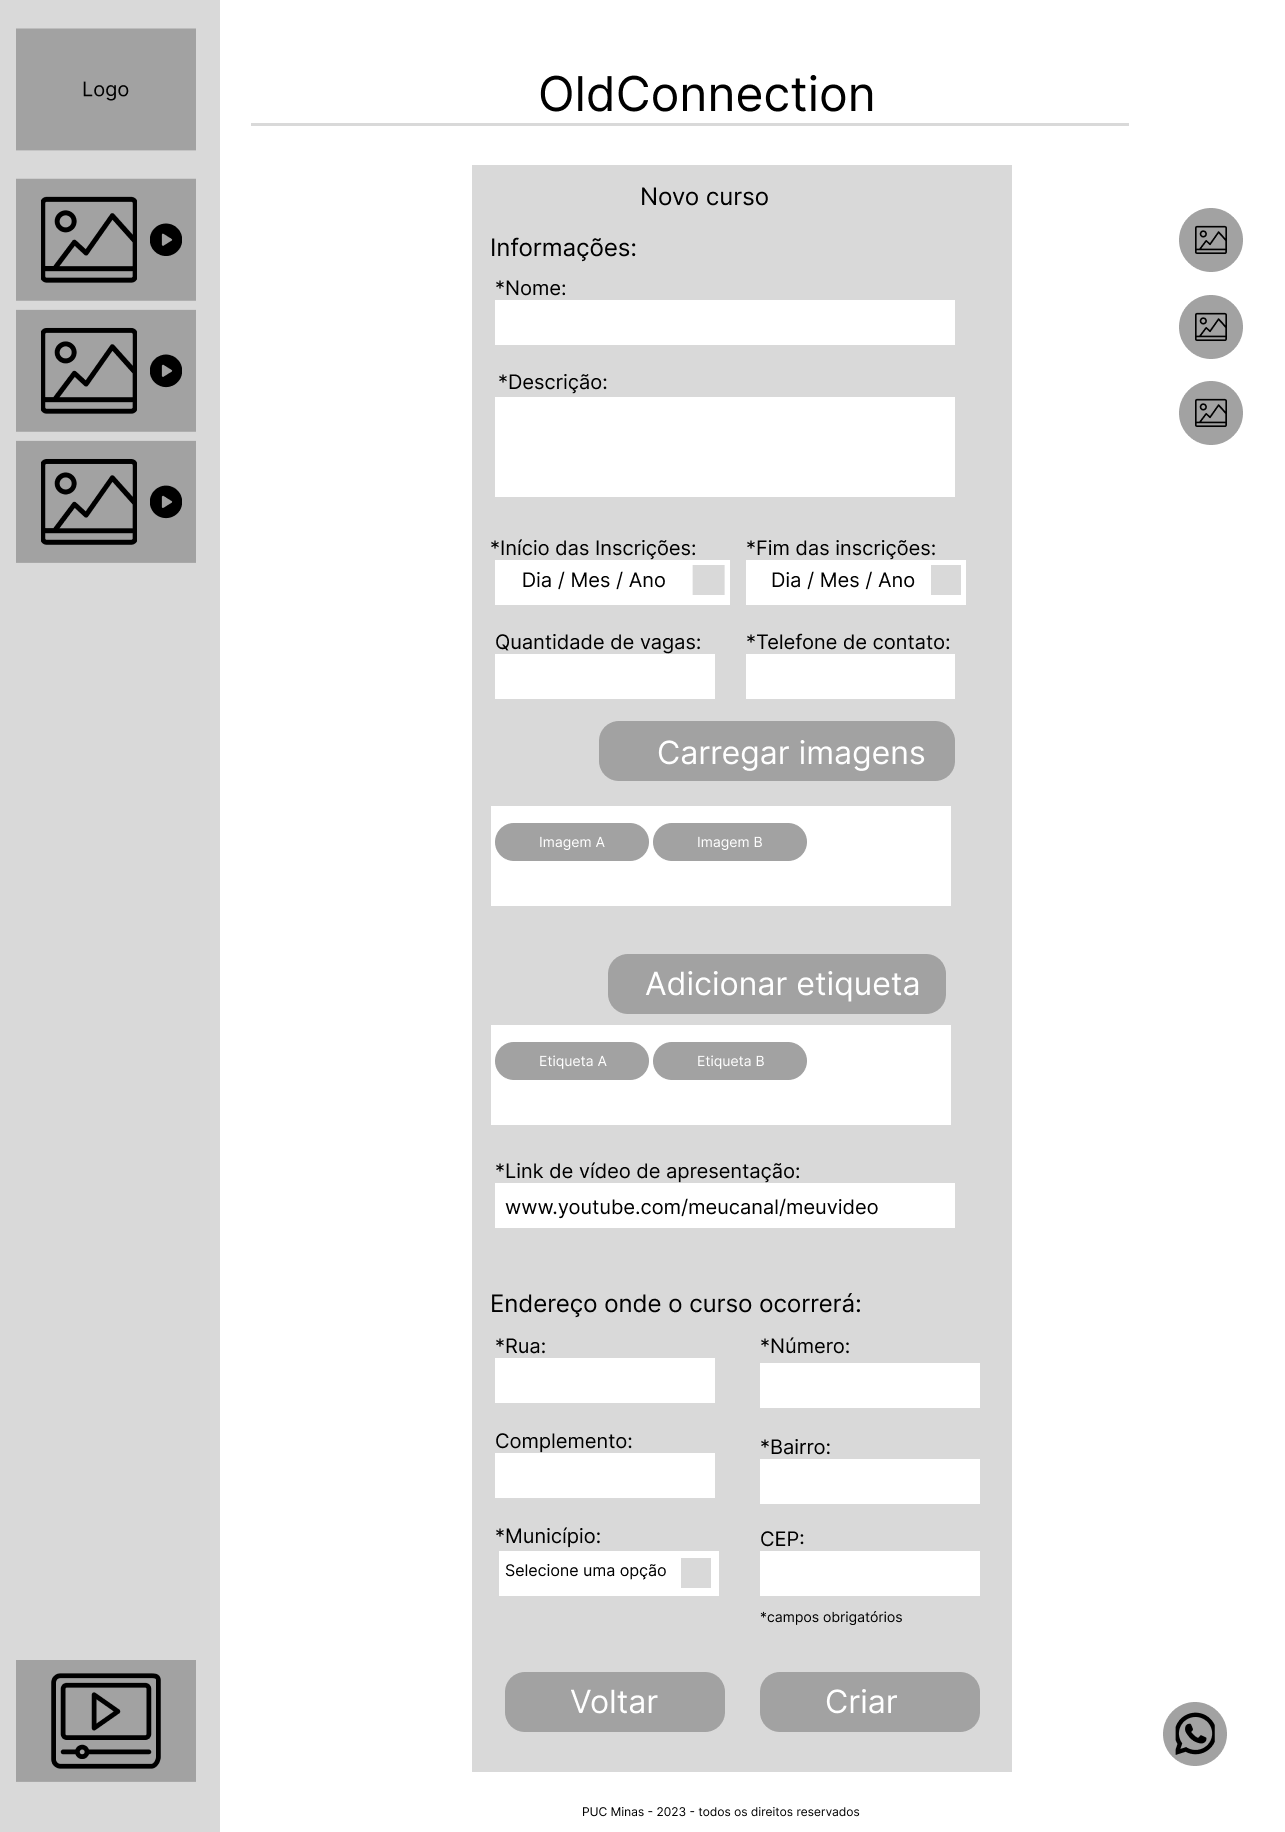 Logo
OldConnection
Novo curso
Informações:
*Nome:
*Descrição:
*Início das Inscrições: *Fim das inscrições:
Dia / Mes / Ano Dia / Mes / Ano
Quantidade de vagas: *Telefone de contato:
Carregar imagens
Imagem A Imagem B
Adicionar etiqueta
Etiqueta A Etiqueta B
*Link de vídeo de apresentação:
www.youtube.com/meucanal/meuvideo
Endereço onde o curso ocorrerá:
*Rua: *Número:
Complemento: *Bairro:
*Município: CEP:
Selecione uma opção
*campos obrigatórios
Voltar Criar
PUC Minas - 2023 - todos os direitos reservados